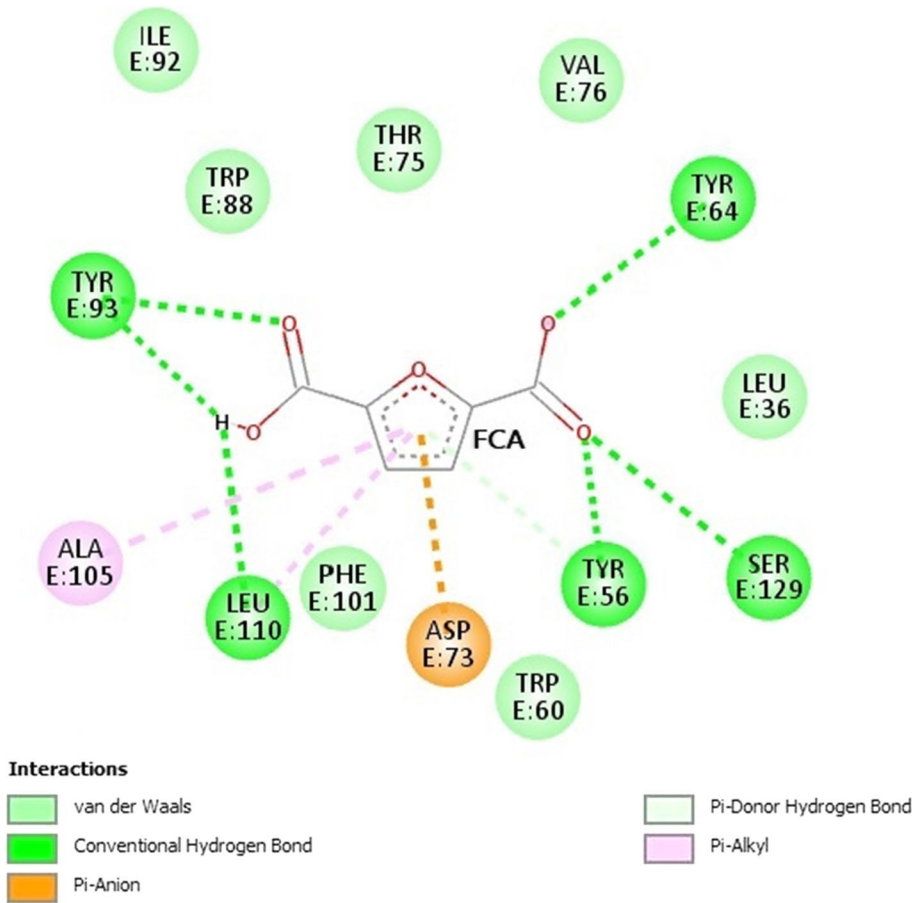 ILE
E:92
VAL
E:76
THR
E:75
TRP
E:88
TYR
E:64
TYR
E:93
O
O
O
LEU
E:36
H
O
O
FCA
ALA
E:105
PHE
E:101
TYR
E:56
SER
E:129
LEU
E:110
ASP
E:73
TRP
E:60
Interactions
van der Waals
Conventional Hydrogen Bond
Pi-Anion
Pi-Donor Hydrogen Bond
Pi-Alkyl